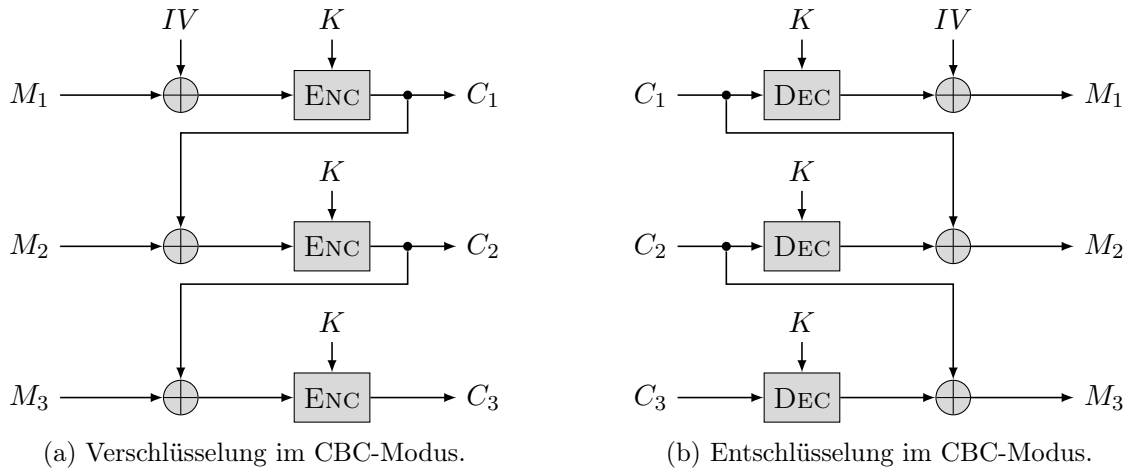 IV K K IV
M₁ ENC C₁ C₁ DEC M₁
K K
M₂ ENC C₂ C₂ DEC M₂
K K
M₃ ENC C₃ C₃ DEC M₃
(a) Verschlüsselung im CBC-Modus. (b) Entschlüsselung im CBC-Modus.